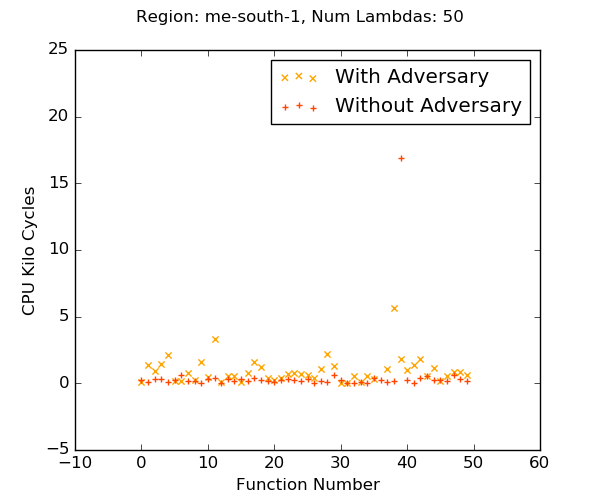 Region: me-south-1, Num Lambdas: 50
25
With Adversary
Without Adversary
20
15
10
5
0
−5
CPU Kilo Cycles
−10 0 10 20 30 40 50 60
Function Number